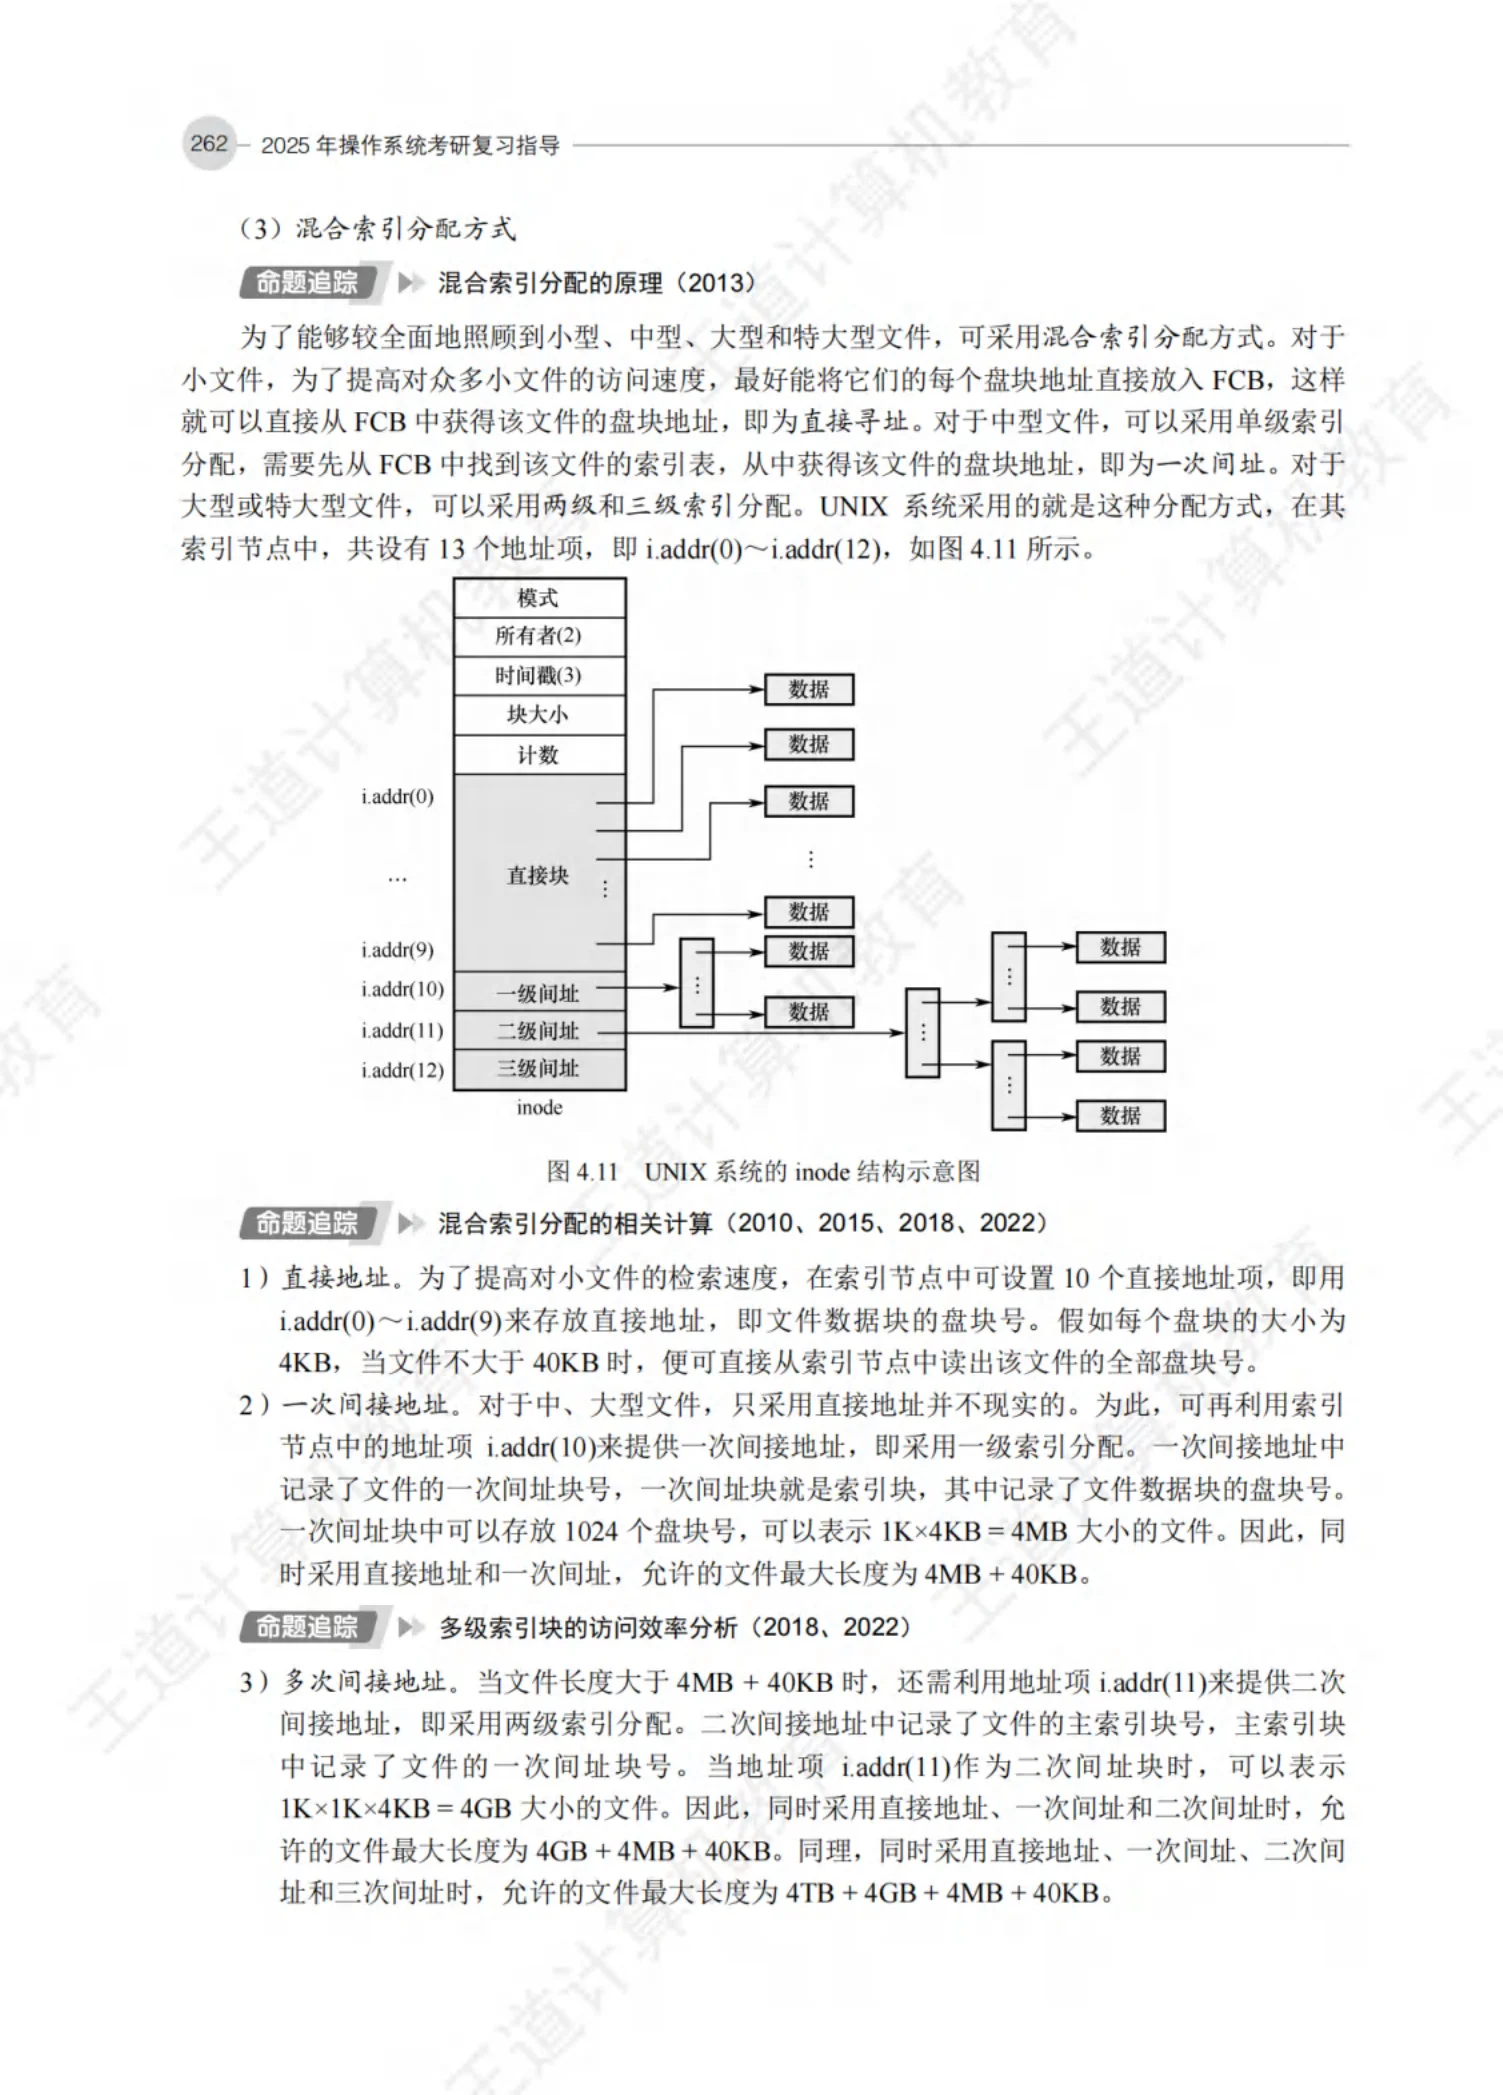 262 2025 年操作系统考研复习指导
（3）混合索引分配方式
命题追踪 混合索引分配的原理（2013）
为了能够较全面地照顾到小型、中型、大型和特大型文件，可采用混合索引分配方式。对于
小文件，为了提高对众多小文件的访问速度，最好能将它们的每个盘块地址直接放入 FCB，这样
就可以直接从 FCB 中获得该文件的盘块地址，即为直接寻址。对于中型文件，可以采用单级索引
分配，需要先从 FCB 中找到该文件的索引表，从中获得该文件的盘块地址，即为一次间址。对于
大型或特大型文件，可以采用两级和三级索引分配。UNIX 系统采用的就是这种分配方式，在其
索引节点中，共设有 13 个地址项，即 i.addr(0)～i.addr(12)，如图 4.11 所示。
模式
所有者(2)
时间戳(3)
块大小
计数
i.addr(0)
…
直接块
⋮
i.addr(9)
i.addr(10)
一级间址
i.addr(11)
二级间址
i.addr(12)
三级间址
inode
数据
数据
数据
⋮
数据
数据
⋮
数据
⋮
⋮
数据
数据
⋮
数据
数据
图 4.11 UNIX 系统的 inode 结构示意图
命题追踪 混合索引分配的相关计算（2010、2015、2018、2022）
1）直接地址。为了提高对小文件的检索速度，在索引节点中可设置 10 个直接地址项，即用
i.addr(0)～i.addr(9)来存放直接地址，即文件数据块的盘块号。假如每个盘块的大小为
4KB，当文件不大于 40KB 时，便可直接从索引节点中读出该文件的全部盘块号。
2）一次间接地址。对于中、大型文件，只采用直接地址并不现实的。为此，可再利用索引
节点中的地址项 i.addr(10)来提供一次间接地址，即采用一级索引分配。一次间接地址中
记录了文件的一次间址块号，一次间址块就是索引块，其中记录了文件数据块的盘块号。
一次间址块中可以存放 1024 个盘块号，可以表示 1K×4KB = 4MB 大小的文件。因此，同
时采用直接地址和一次间址，允许的文件最大长度为 4MB + 40KB。
命题追踪 多级索引块的访问效率分析（2018、2022）
3）多次间接地址。当文件长度大于 4MB + 40KB 时，还需利用地址项 i.addr(11)来提供二次
间接地址，即采用两级索引分配。二次间接地址中记录了文件的主索引块号，主索引块
中记录了文件的一次间址块号。当地址项 i.addr(11)作为二次间址块时，可以表示
1K×1K×4KB = 4GB 大小的文件。因此，同时采用直接地址、一次间址和二次间址时，允
许的文件最大长度为 4GB + 4MB + 40KB。同理，同时采用直接地址、一次间址、二次间
址和三次间址时，允许的文件最大长度为 4TB + 4GB + 4MB + 40KB。
王道计算机教育